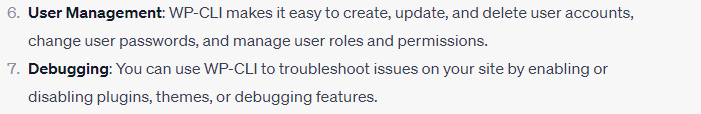 6. User Management: WP-CLI makes it easy to create, update, and delete user accounts,
change user passwords, and manage user roles and permissions.
7. Debugging: You can use WP-CLI to troubleshoot issues on your site by enabling or
disabling plugins, themes, or debugging features.